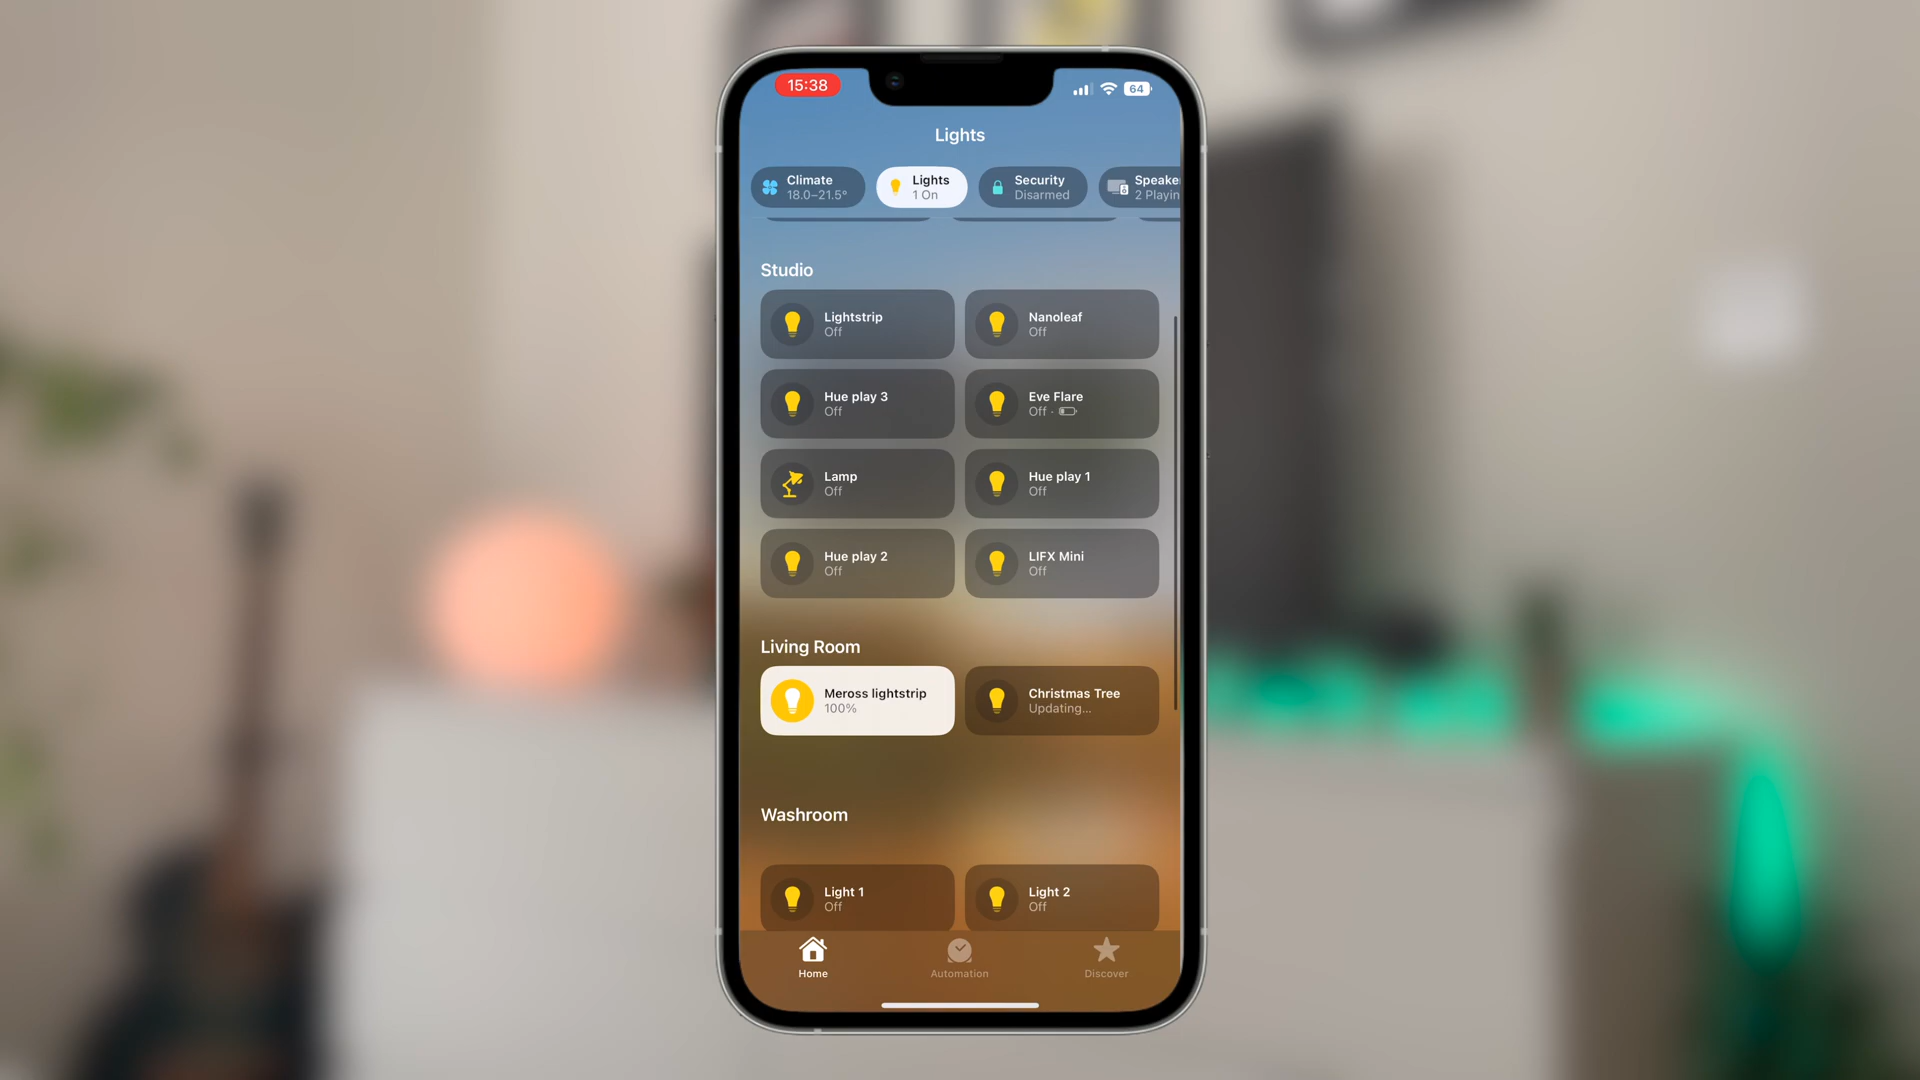 15:38
64
Lights
Climate
18.0–21.5°
Lights
1 On
Security
Disarmed
Speake
2 Playin
Studio
Lightstrip
Off
Nanoleaf
Off
Hue play 3
Off
Eve Flare
Off -
Lamp
Off
Hue play 1
Off
Hue play 2
Off
LIFX Mini
Off
Living Room
Meross lightstrip
100%
Christmas Tree
Updating...
Washroom
Light 1
Off
Light 2
Off
Home
Automation
Discover